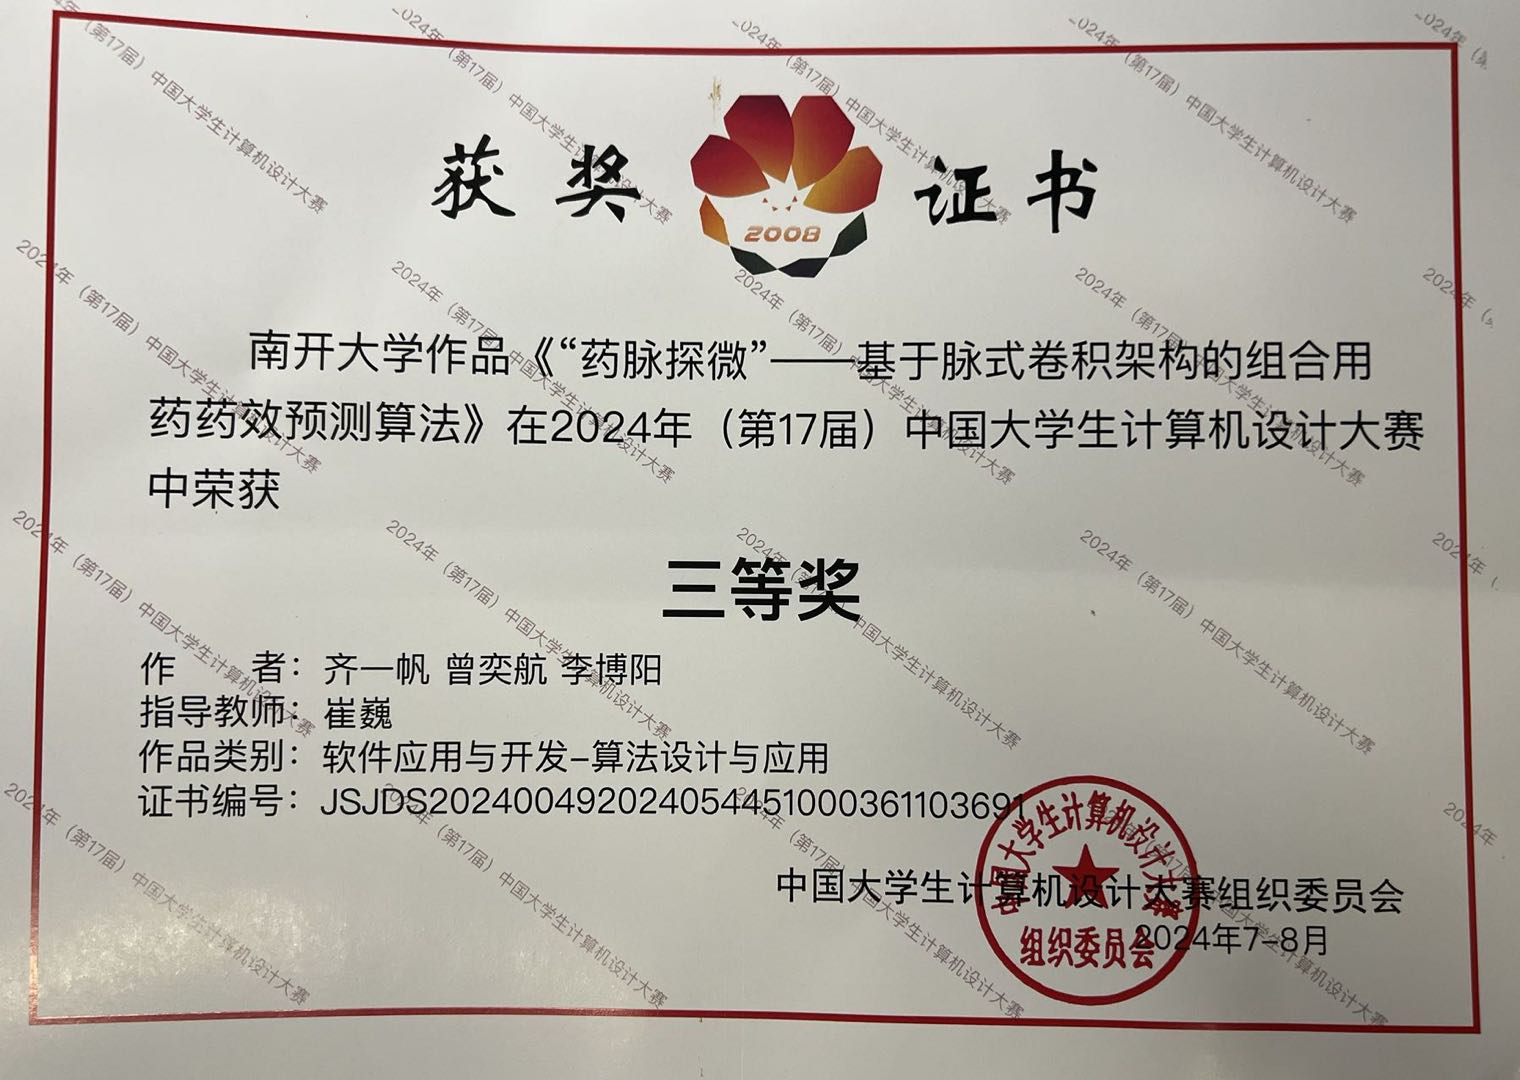 获奖证书
2008
南开大学作品《“药脉探微”——基于脉式卷积架构的组合用
药药效预测算法》在2024年（第17届）中国大学生计算机设计大赛
中荣获
三等奖
作 者：齐一帆 曾奕航 李博阳
指导教师：崔巍
作品类别：软件应用与开发-算法设计与应用
证书编号：JSJDS202400492024054451000361103691
中国大学生计算机设计大赛组织委员会
2024年7-8月
中国大学生计算机设计大赛
组织委员会
2024年（第17届）中国大学生计算机设计大赛